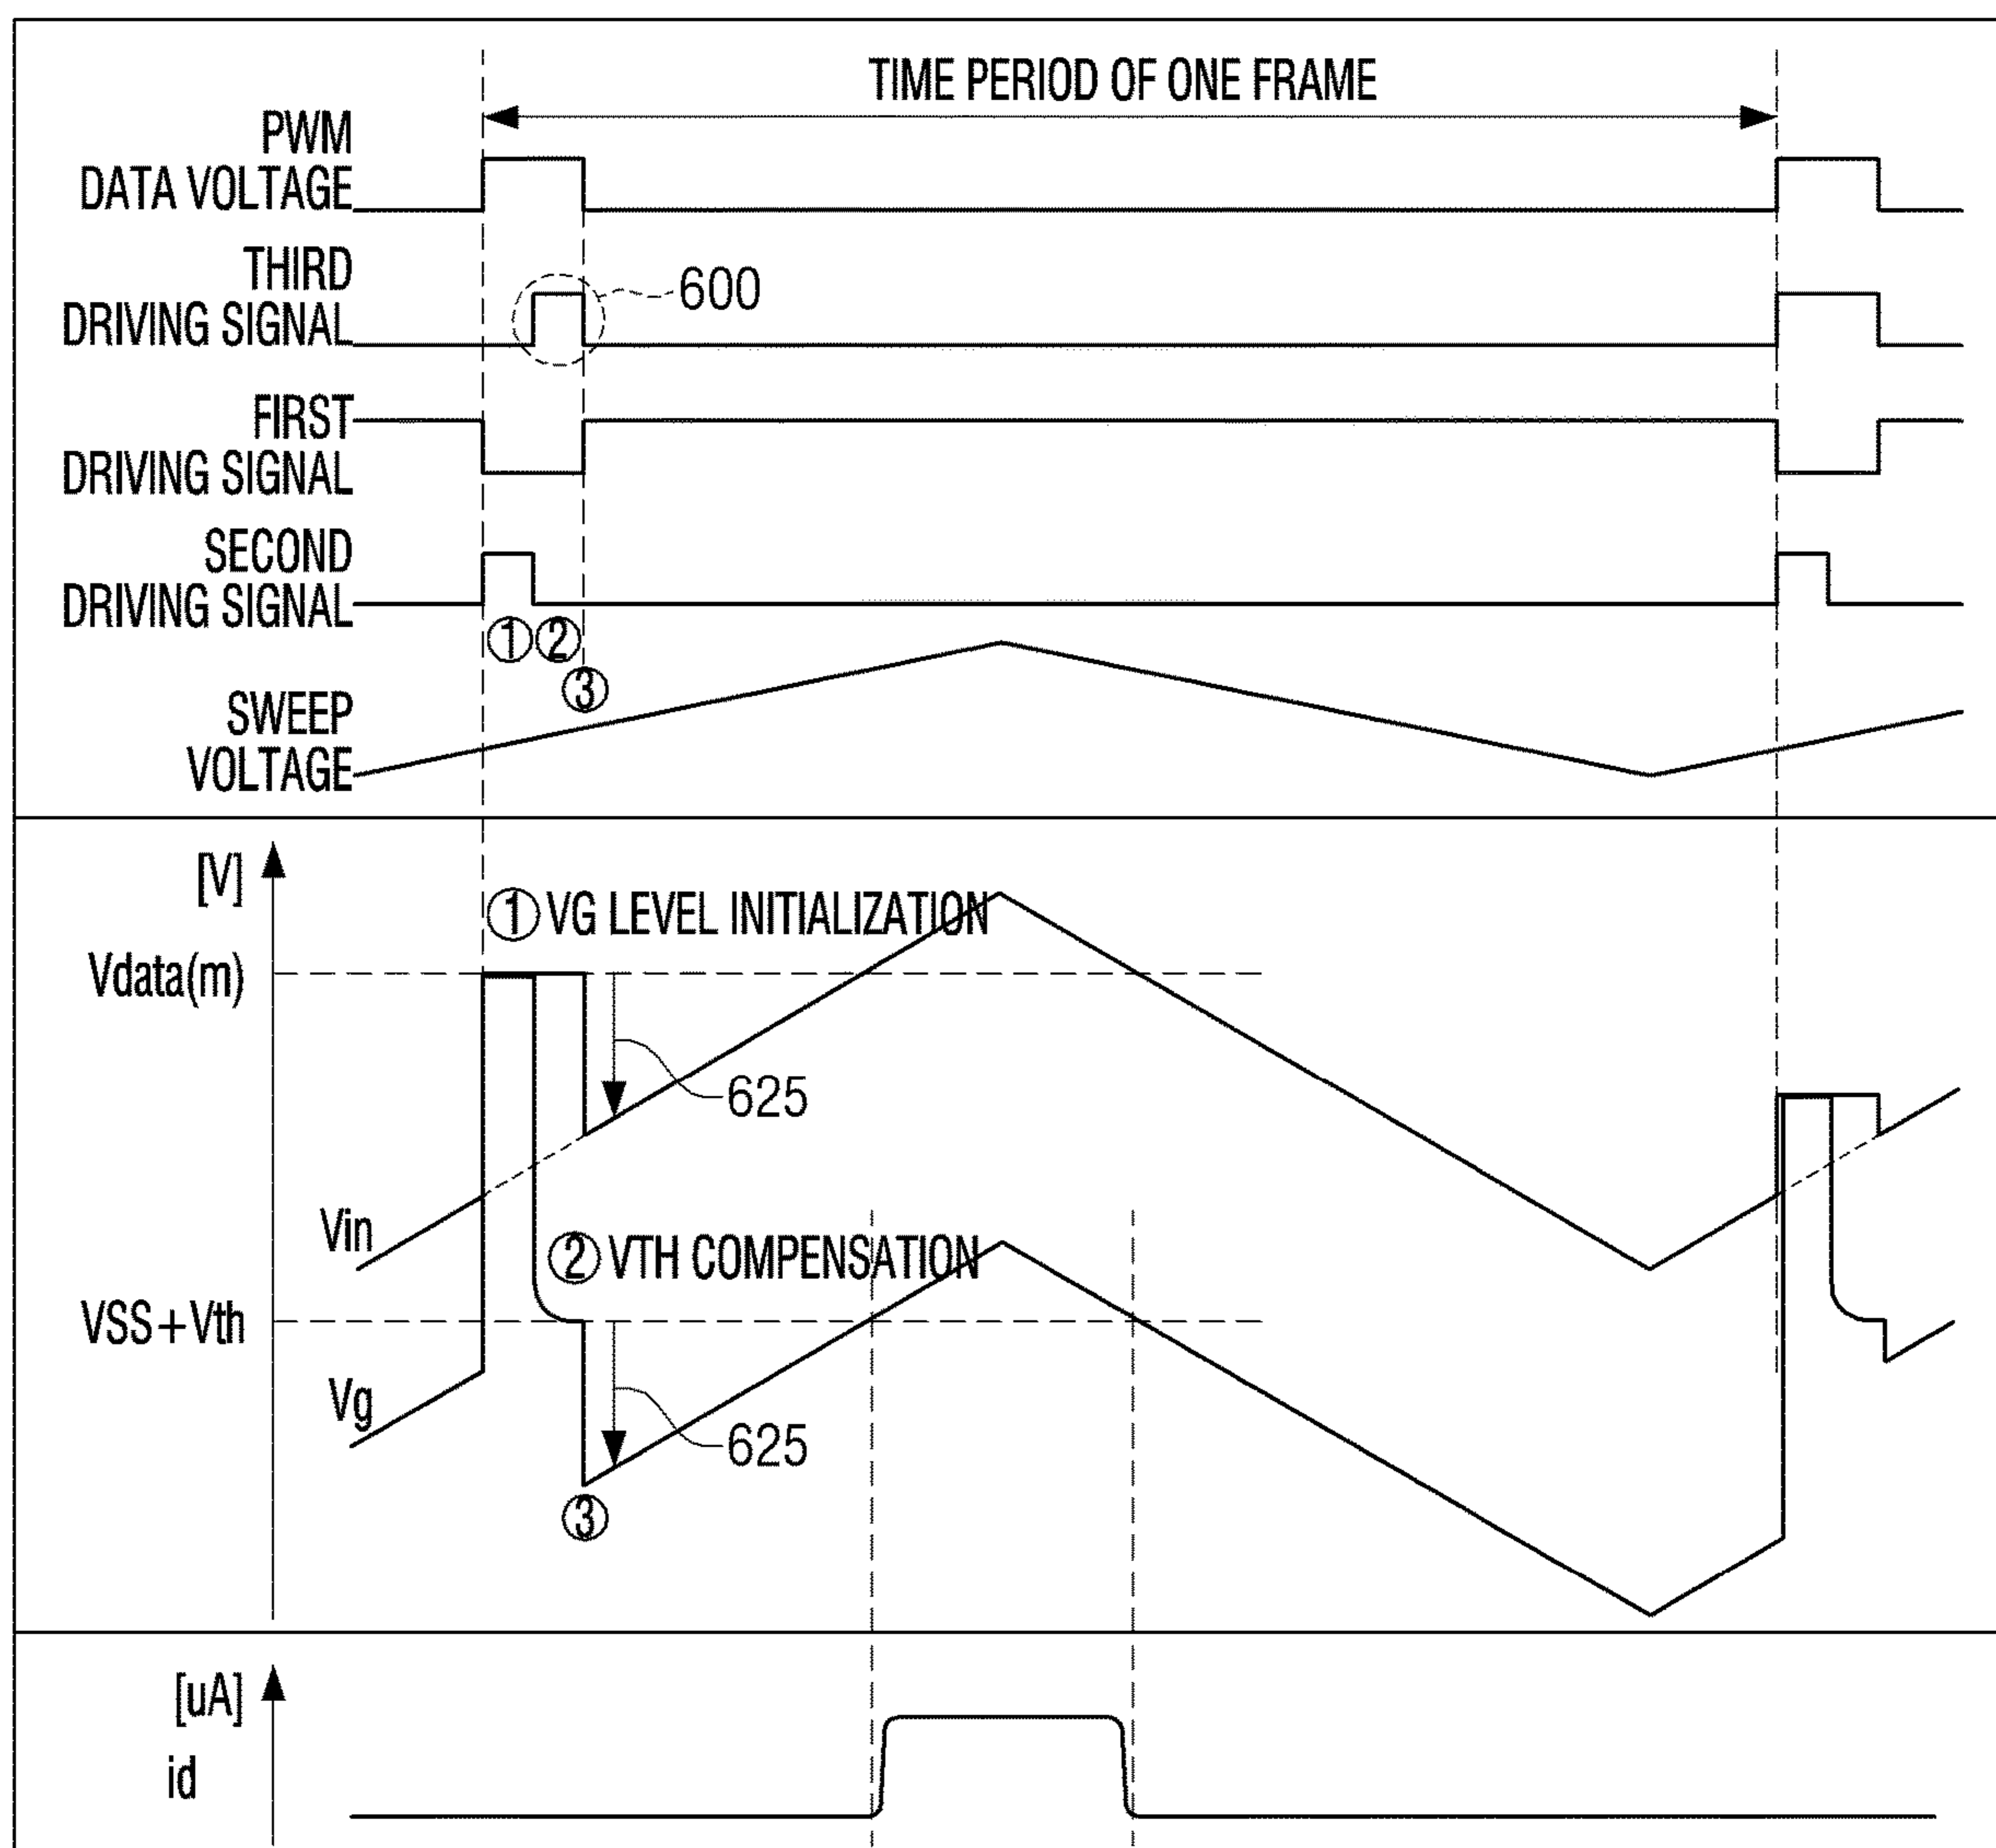 TIME PERIOD OF ONE FRAME
PWM
DATA VOLTAGE
THIRD
DRIVING SIGNAL
600
FIRST
DRIVING SIGNAL
SECOND
DRIVING SIGNAL
① ②
③
SWEEP
VOLTAGE
[V]
① VG LEVEL INITIALIZATION
Vdata(m)
625
Vin
② VTH COMPENSATION
VSS+Vth
Vg
625
③
[uA]
id